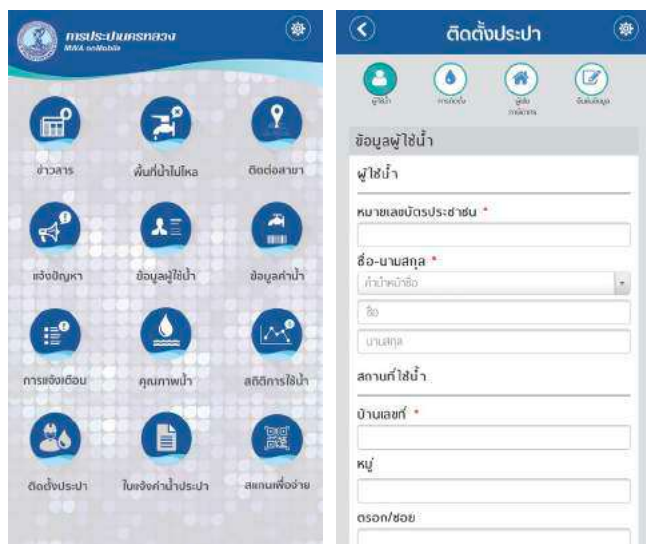 การประปานครหลวง
MWA onMobile
ข่าวสาร
พื้นที่น้ำไม่ไหล
ติดต่อสาขา
แจ้งปัญหา
ข้อมูลผู้ใช้น้ำ
ข้อมูลค่าน้ำ
การแจ้งเตือน
คุณภาพน้ำ
สถิติการใช้น้ำ
ติดตั้งประปา
ใบแจ้งค่าน้ำประปา
สแกนเพื่อจ่าย
ติดตั้งประปา
ผู้ใช้น้ำ
การติดตั้ง
ยืนยันข้อมูล
ข้อมูลผู้ใช้น้ำ
ผู้ใช้น้ำ
หมายเลขบัตรประชาชน *
ชื่อ-นามสกุล *
คำนำหน้าชื่อ
ชื่อ
นามสกุล
สถานที่ใช้น้ำ
บ้านเลขที่ *
หมู่
ตรอก/ซอย